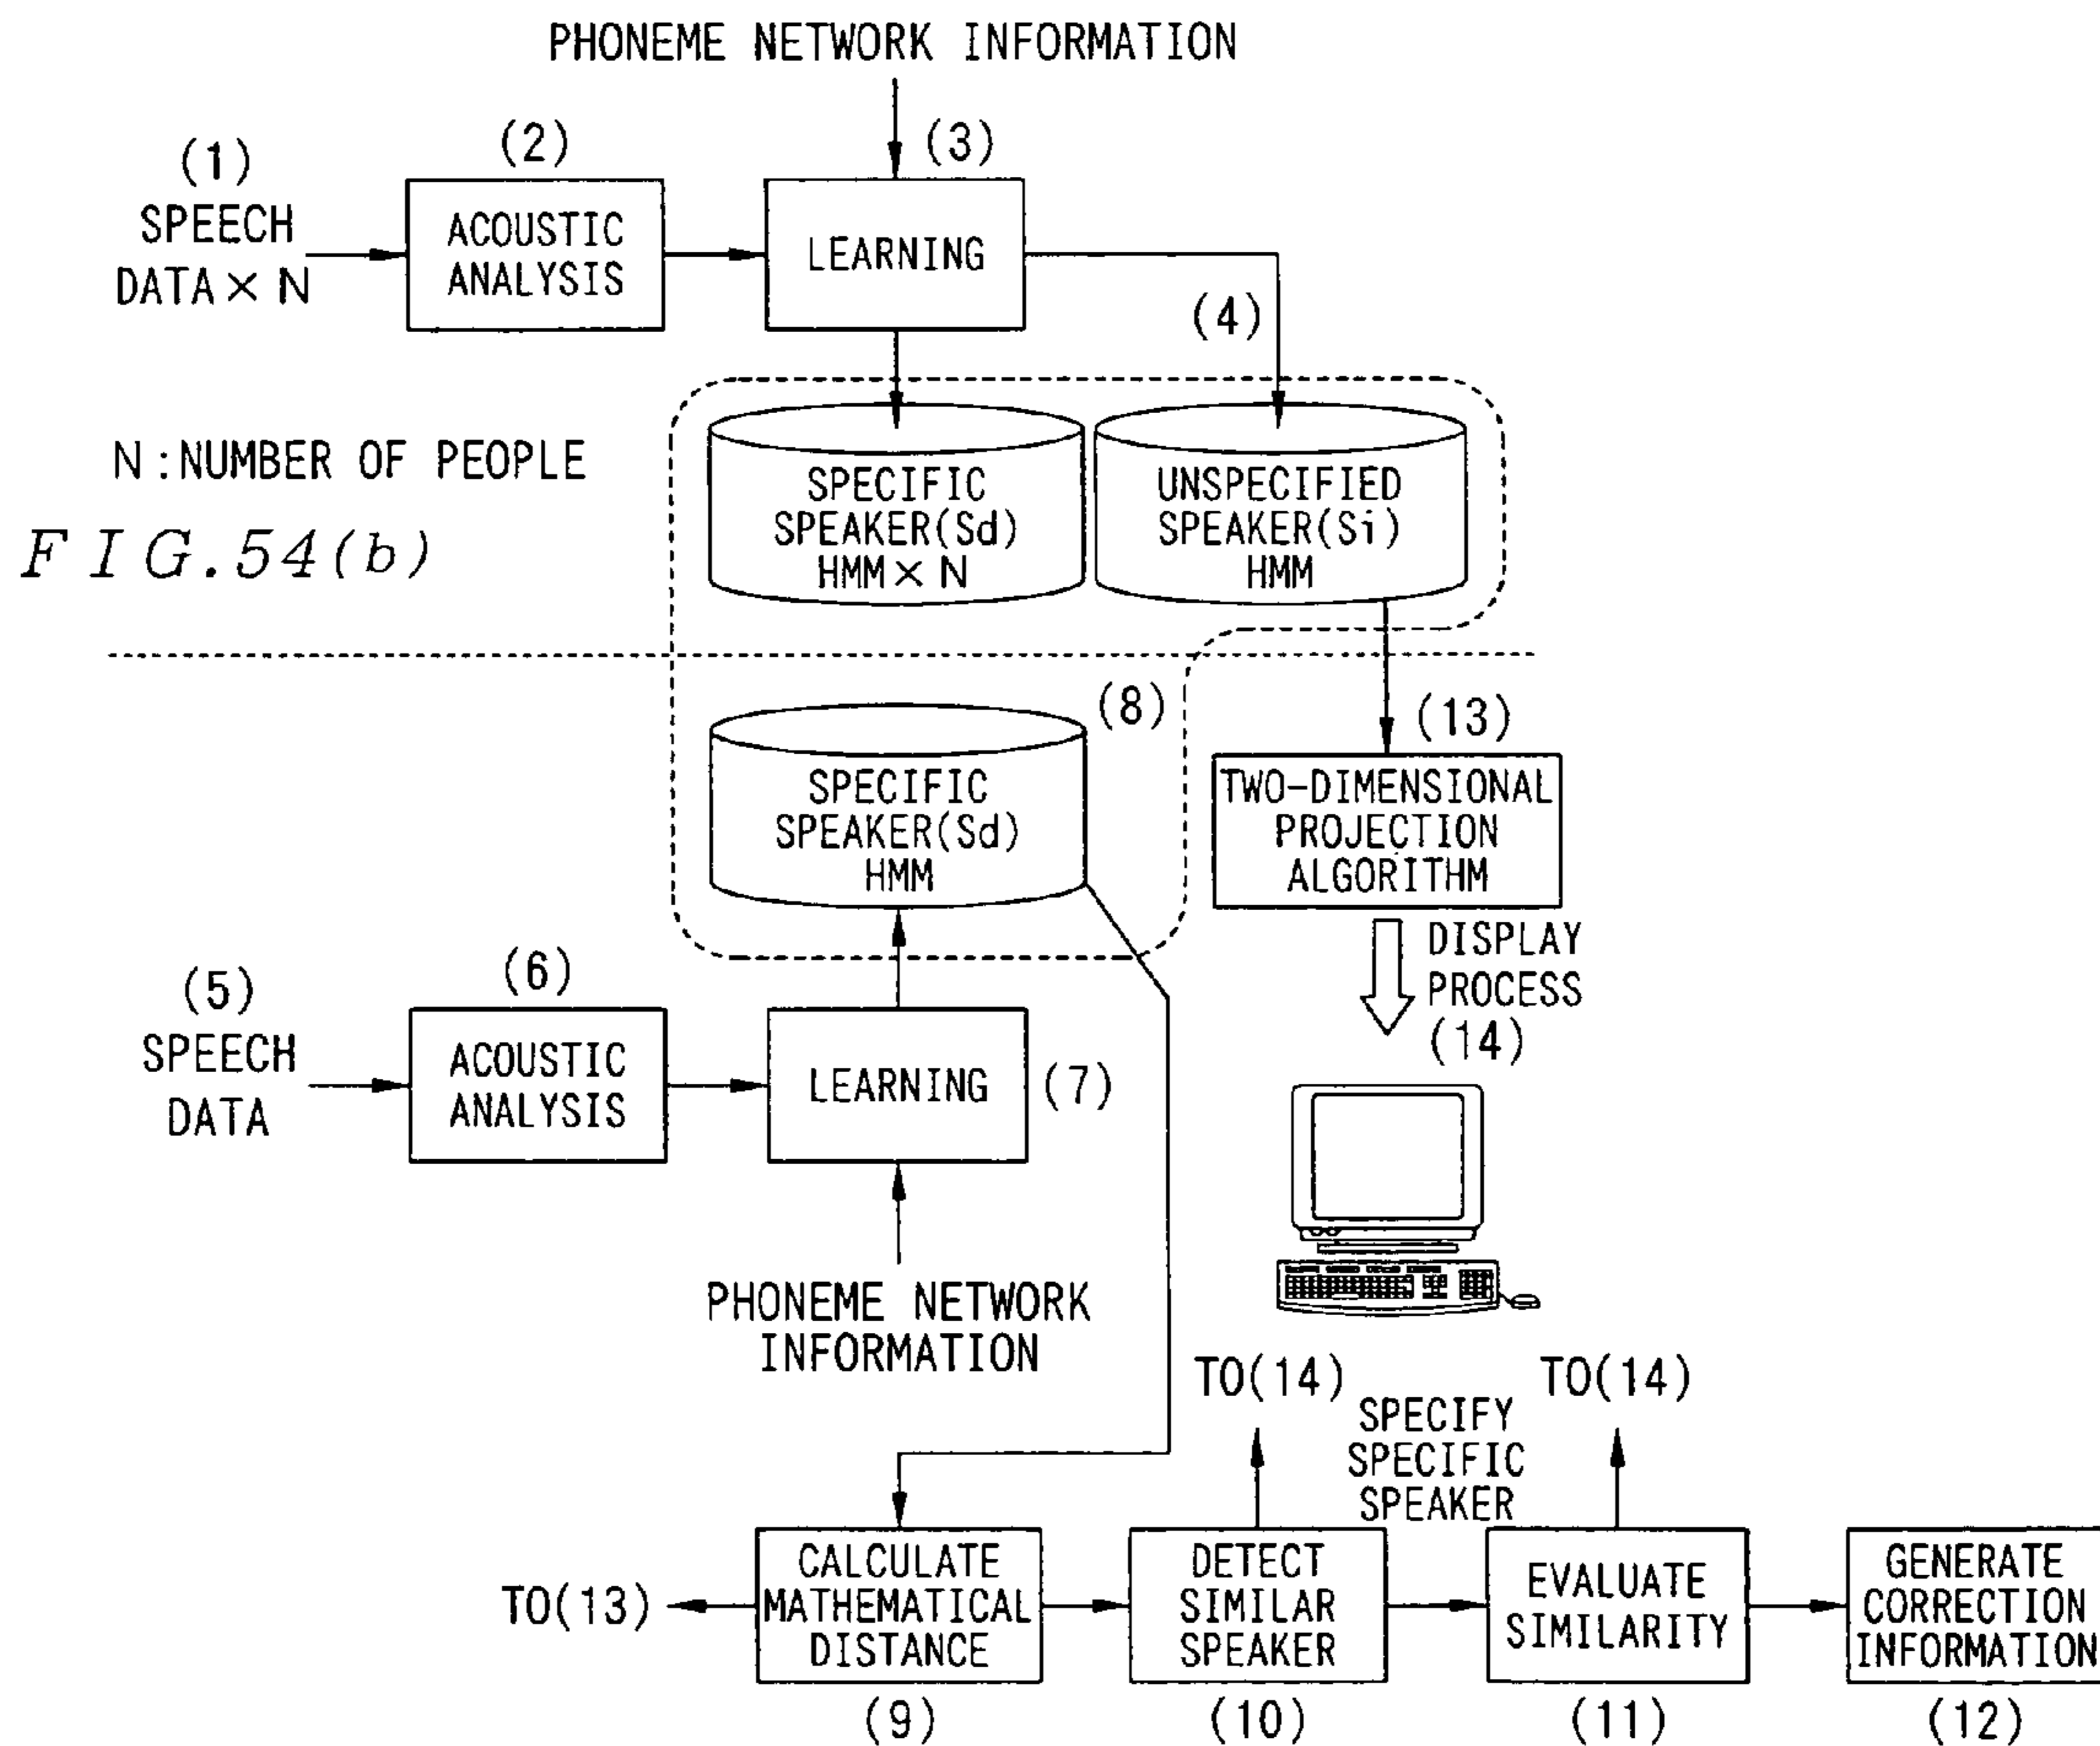 PHONEME NETWORK INFORMATION
(1)
SPEECH
DATA× N
(2)
ACOUSTIC
ANALYSIS
(3)
LEARNING
(4)
N:NUMBER OF PEOPLE
FIG.54(b)
SPECIFIC
SPEAKER(Sd)
HMM× N
UNSPECIFIED
SPEAKER(Si)
HMM
(8)
SPECIFIC
SPEAKER(Sd)
HMM
(13)
TWO-DIMENSIONAL
PROJECTION
ALGORITHM
DISPLAY
PROCESS
(14)
(5)
SPEECH
DATA
(6)
ACOUSTIC
ANALYSIS
LEARNING
(7)
PHONEME NETWORK
INFORMATION
TO(14)
SPECIFY
SPECIFIC
SPEAKER
TO(14)
TO(13)
CALCULATE
MATHEMATICAL
DISTANCE
(9)
DETECT
SIMILAR
SPEAKER
(10)
EVALUATE
SIMILARITY
(11)
GENERATE
CORRECTION
INFORMATION
(12)